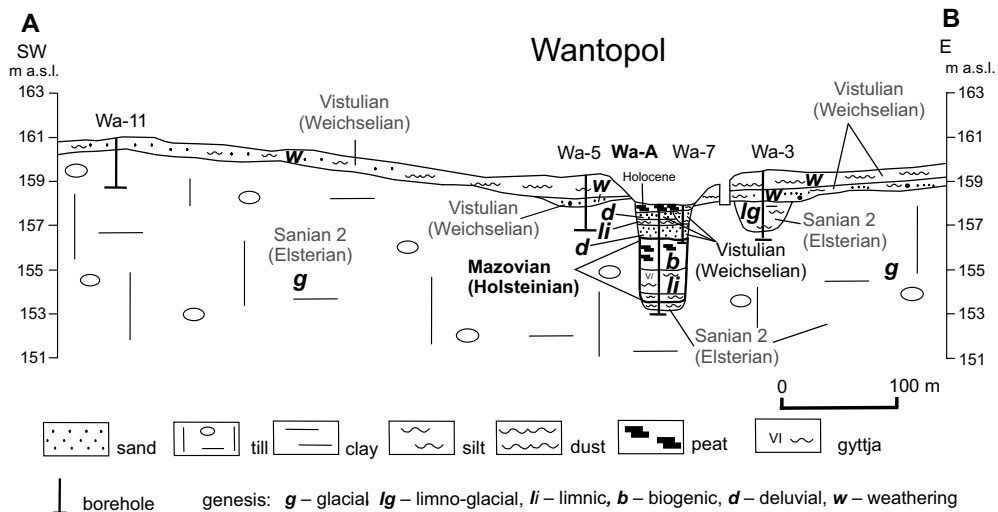 A
B
SW
Wantopol
E
m a.s.l.
m a.s.l.
163
163
Vistulian
(Weichselian)
Vistulian
(Weichselian)
Wa-11
161
161
Wa-5
Wa-A
Wa-7
Wa-3
w
Holocene
w
w
159
159
w
d
lg
Vistulian
(Weichselian)
Sanian 2
(Elsterian)
157
157
li
Sanian 2
(Elsterian)
d
Vistulian
(Weichselian)
b
g
g
Mazovian
(Holsteinian)
155
155
VI
li
153
153
Sanian 2
(Elsterian)
151
151
0
100 m
sand
till
clay
silt
dust
peat
VI
gyttja
borehole
genesis: g – glacial, lg – limno-glacial, li – limnic, b – biogenic, d – deluvial, w – weathering